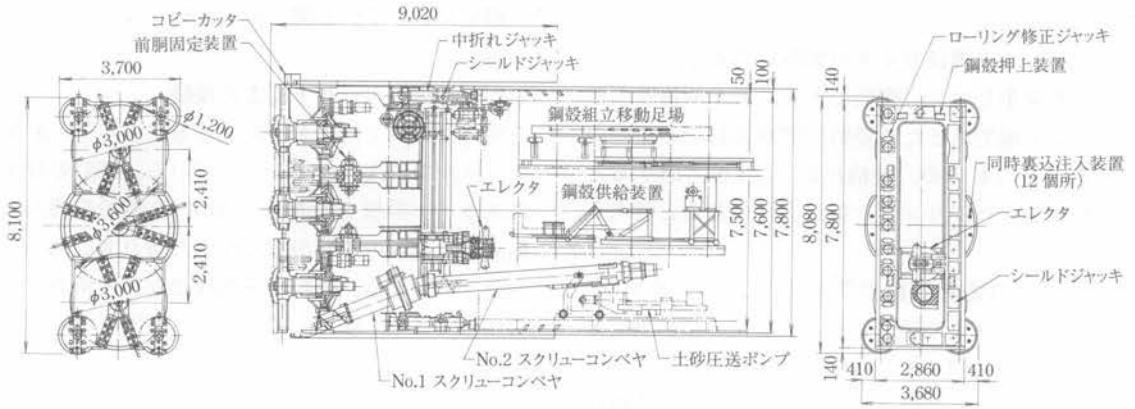 コピーカッタ
前胴固定装置
3,700
8,100
φ3,000
φ1,200
φ3,600
φ3,000
2,410
2,410
9,020
中折れジャッキ
シールドジャッキ
鋼殻組立移動足場
エレクタ
鋼殻供給装置
50
100
7,500
7,600
7,800
土砂圧送ポンプ
No.2 スクリューコンベヤ
No.1 スクリューコンベヤ
ローリング修正ジャッキ
鋼殻押上装置
同時裏込注入装置
(12 個所)
エレクタ
シールドジャッキ
140
8,080
7,800
140
410
2,860
410
3,680